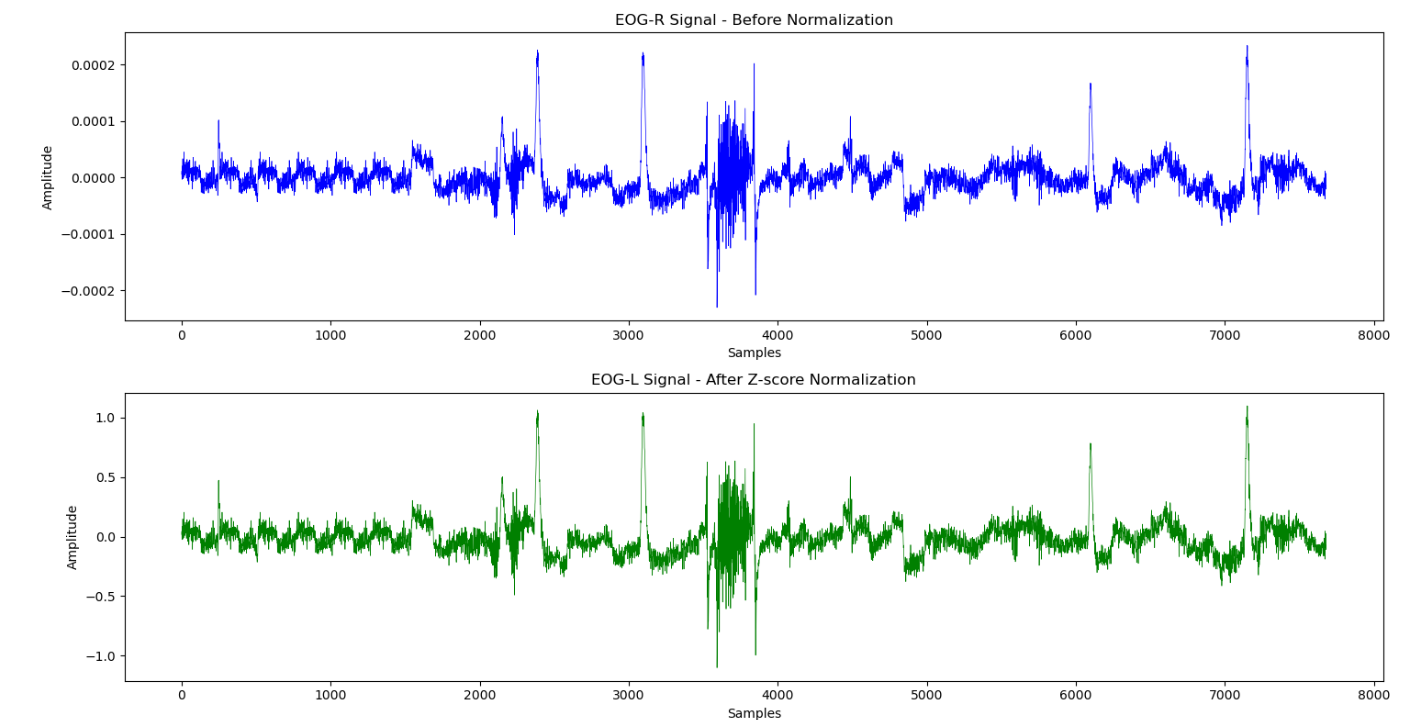 EOG-R Signal - Before Normalization
0.0002
0.0001
0.0000
−0.0001
−0.0002
Amplitude
0 1000 2000 3000 4000 5000 6000 7000 8000
Samples
EOG-L Signal - After Z-score Normalization
1.0
0.5
0.0
−0.5
−1.0
Amplitude
0 1000 2000 3000 4000 5000 6000 7000 8000
Samples